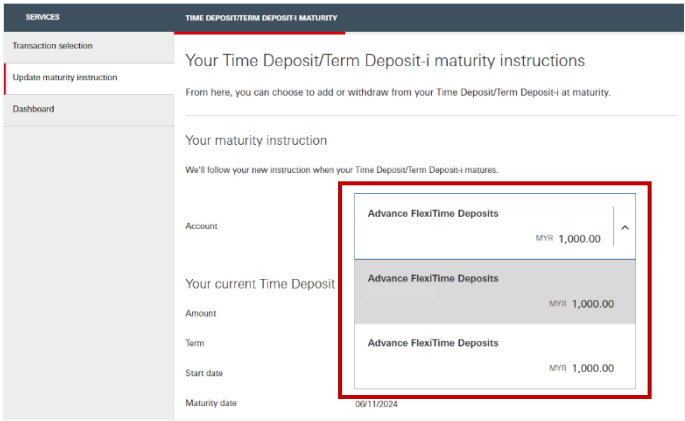 SERVICES
TIME DEPOSIT/TERM DEPOSIT-I MATURITY
Transaction selection
Update maturity instruction
Dashboard
Your Time Deposit/Term Deposit-i maturity instructions
From here, you can choose to add or withdraw from your Time Deposit/Term Deposit-i at maturity.
Your maturity instruction
We'll follow your new instruction when your Time Deposit/Term Deposit-i matures.
Account
Advance FlexiTime Deposits
MYR 1,000.00
Advance FlexiTime Deposits
MYR 1,000.00
Advance FlexiTime Deposits
MYR 1,000.00
Your current Time Deposit
Amount
Term
Start date
Maturity date
06/11/2024